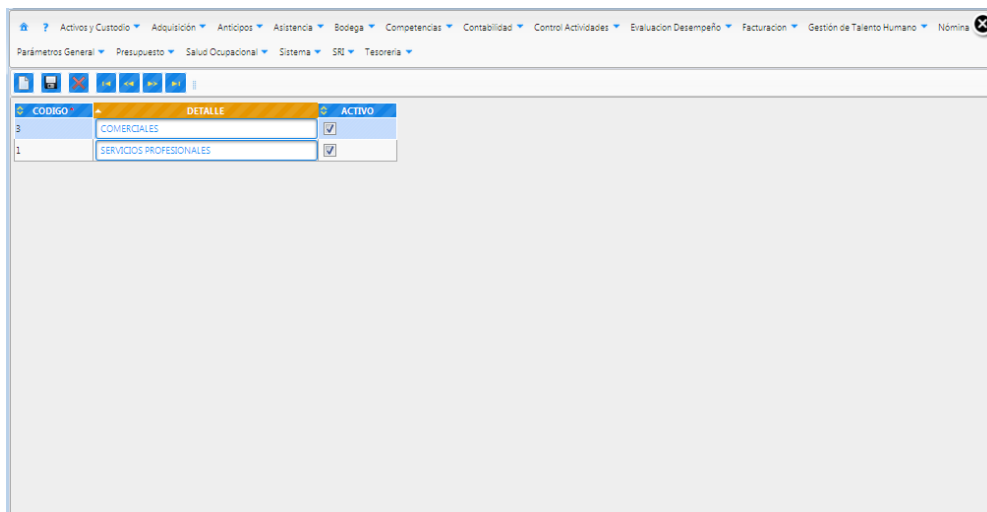 ? Activos y Custodio Adquisición Anticipos Asistencia Bodega Competencias Contabilidad Control Actividades Evaluacion Desempeño Facturacion Gestión de Talento Humano Nómina
Parámetros General Presupuesto Salud Ocupacional Sistema SRI Tesoreria
CODIGO * DETALLE ACTIVO
3 COMERCIALES
1 SERVICIOS PROFESIONALES